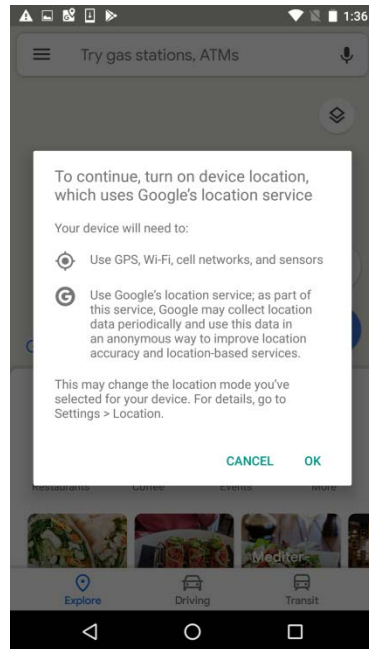 1:36
Try gas stations, ATMs
To continue, turn on device location,
which uses Google's location service
Your device will need to:
Use GPS, Wi-Fi, cell networks, and sensors
G
Use Google's location service; as part of
this service, Google may collect location
data periodically and use this data in
an anonymous way to improve location
accuracy and location-based services.
This may change the location mode you've
selected for your device. For details, go to
Settings > Location.
CANCEL OK
Restaurants Coffee Events More
Mediter-
Explore Driving Transit